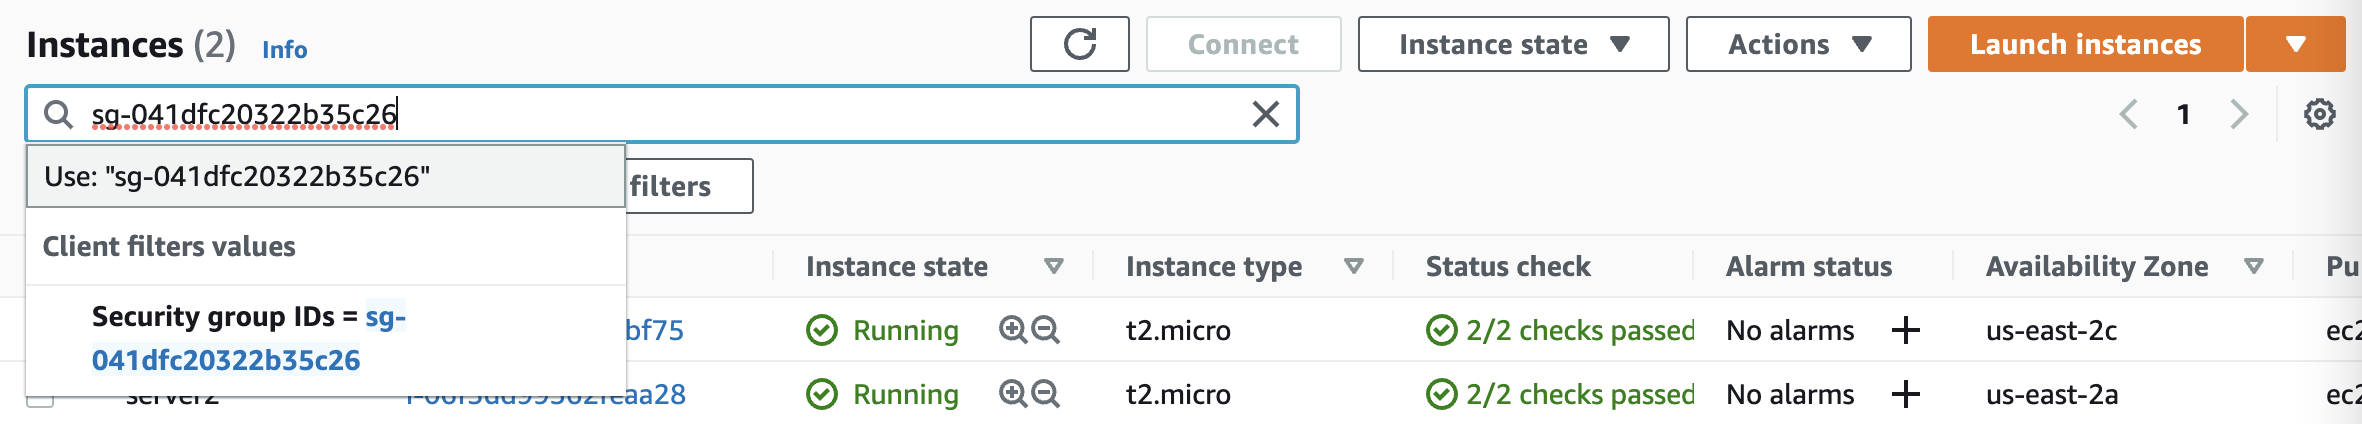 Instances (2) Info Connect Instance state Actions Launch instances
sg-041dfc20322b35c26 1
Use: "sg-041dfc20322b35c26" filters
Client filters values
Instance state Instance type Status check Alarm status Availability Zone Pu
Security group IDs = sg-
041dfc20322b35c26
bf75 Running t2.micro 2/2 checks passed No alarms us-east-2c ec2
server2 Running t2.micro 2/2 checks passed No alarms us-east-2a ec2